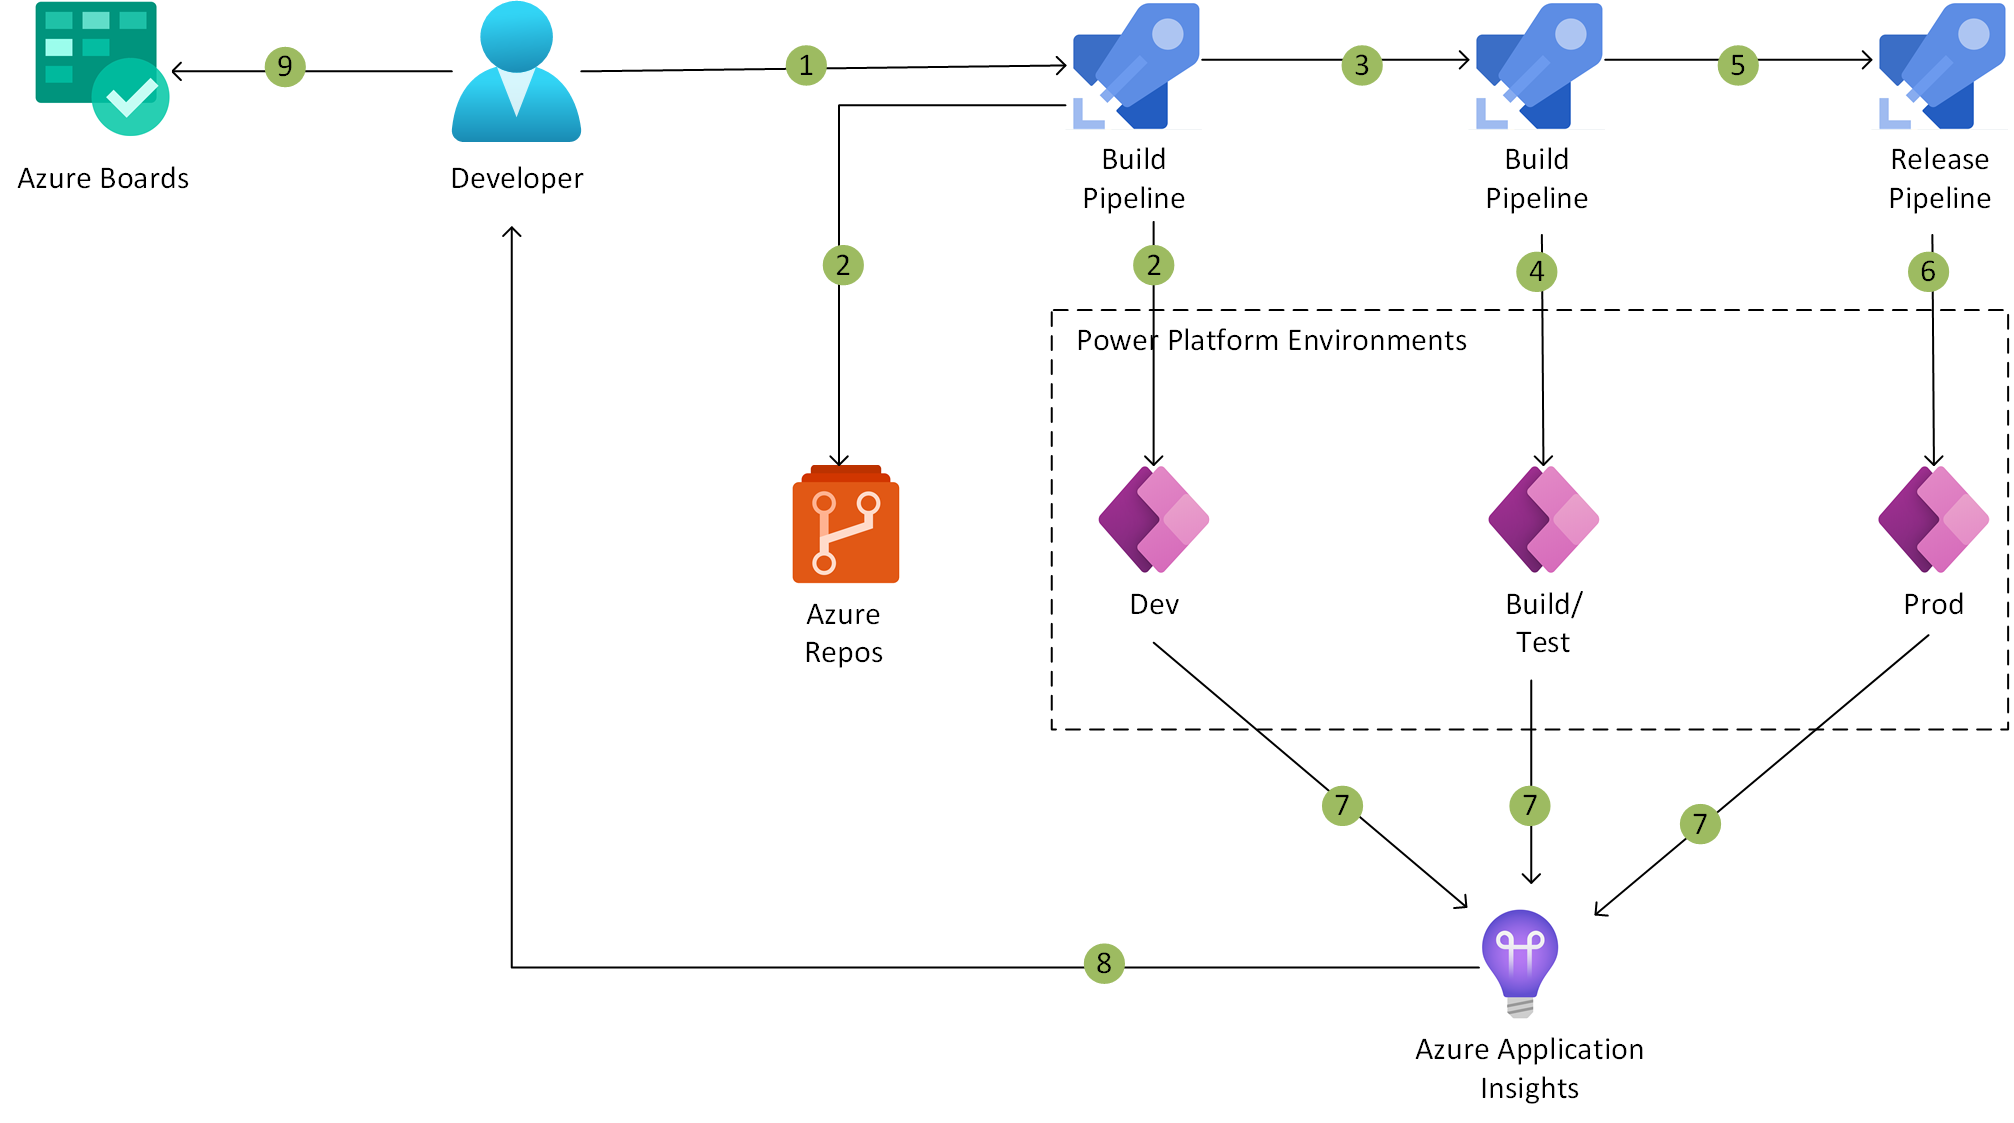 9
1
3
5
Azure Boards
Developer
Build
Pipeline
Build
Pipeline
Release
Pipeline
2
2
4
6
Power Platform Environments
Azure
Repos
Dev
Build/
Test
Prod
7
7
7
8
Azure Application
Insights